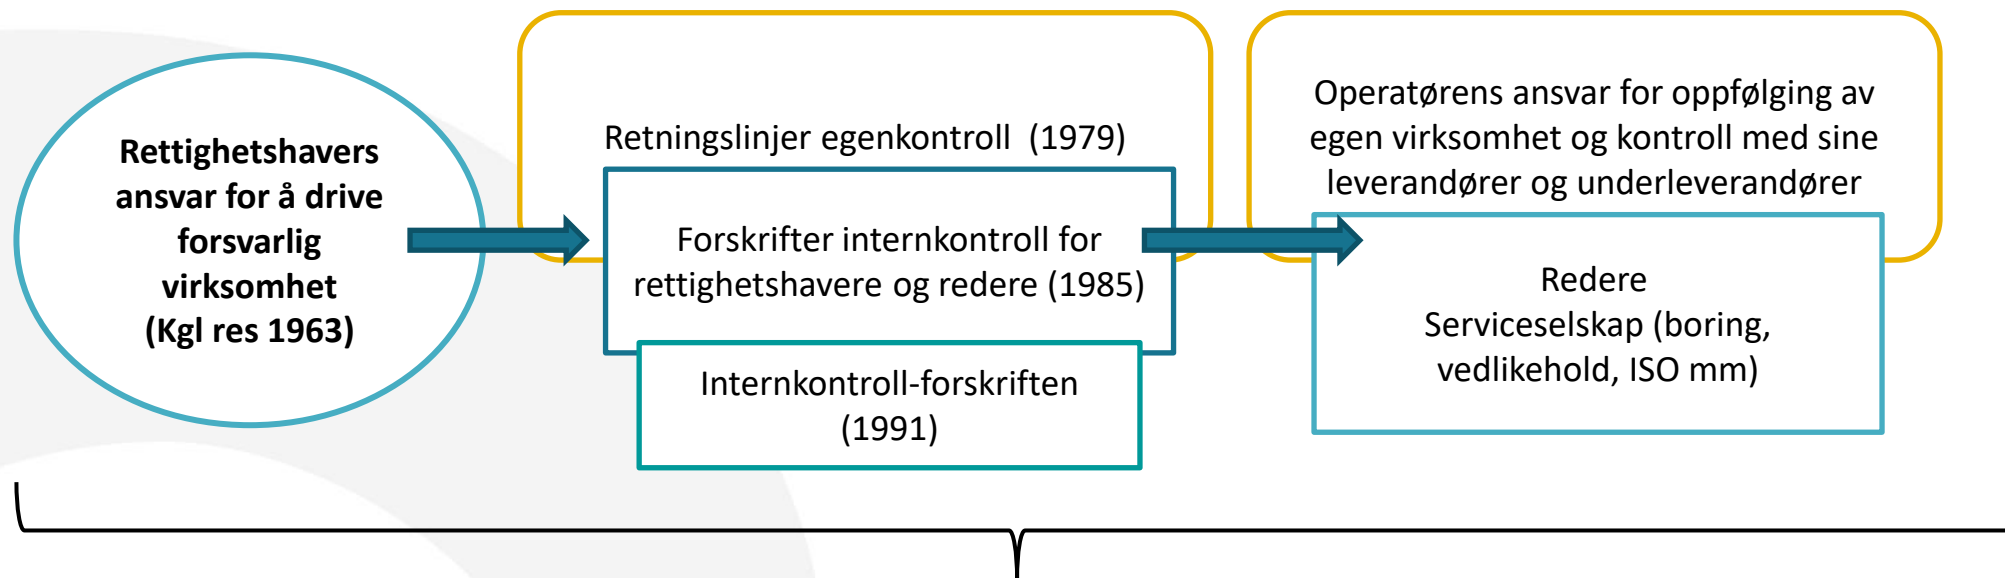 Rettighetshavers
ansvar for å drive
forsvarlig
virksomhet
(Kgl res 1963)
Retningslinjer egenkontroll (1979)
Forskrifter internkontroll for
rettighetshavere og redere (1985)
Internkontroll-forskriften
(1991)
Operatørens ansvar for oppfølging av
egen virksomhet og kontroll med sine
leverandører og underleverandører
Redere
Serviceselskap (boring,
vedlikehold, ISO mm)